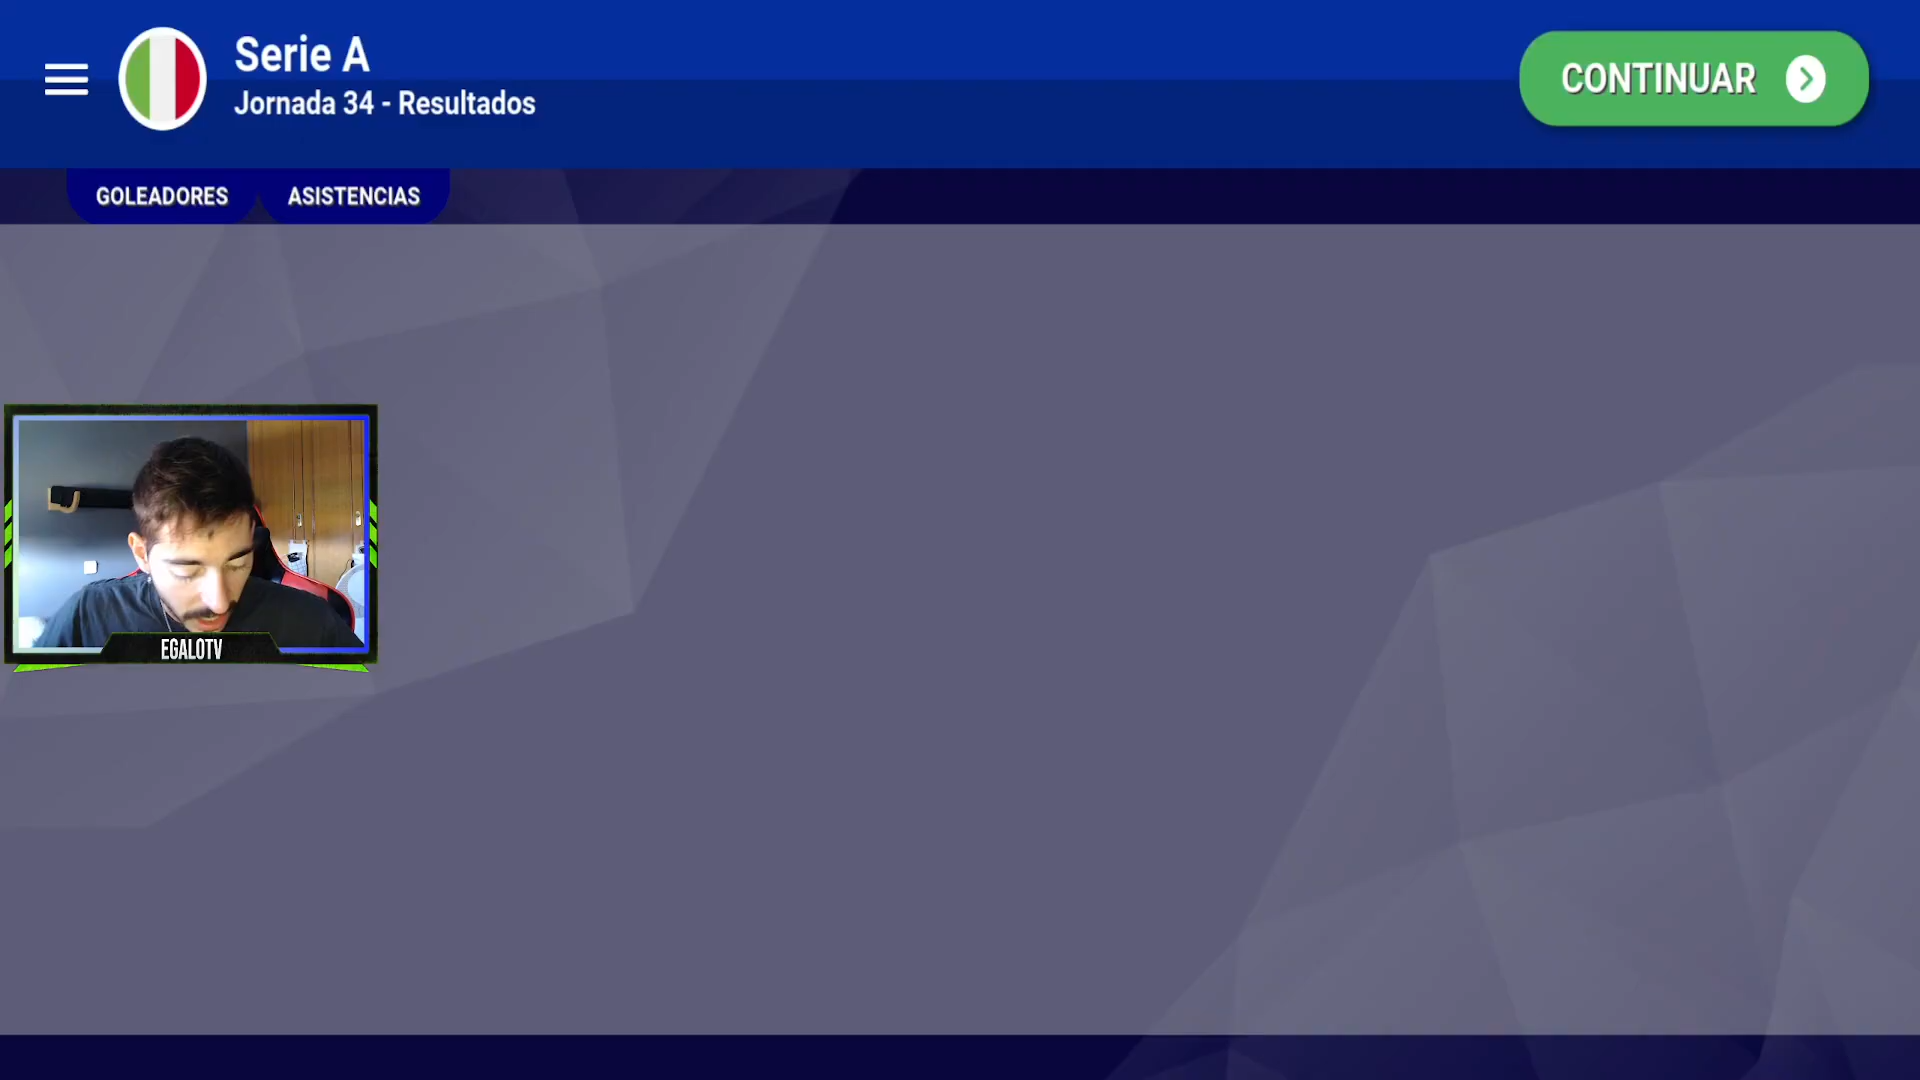 Serie A
Jornada 34 - Resultados
CONTINUAR
GOLEADORES
ASISTENCIAS
EGALOTV